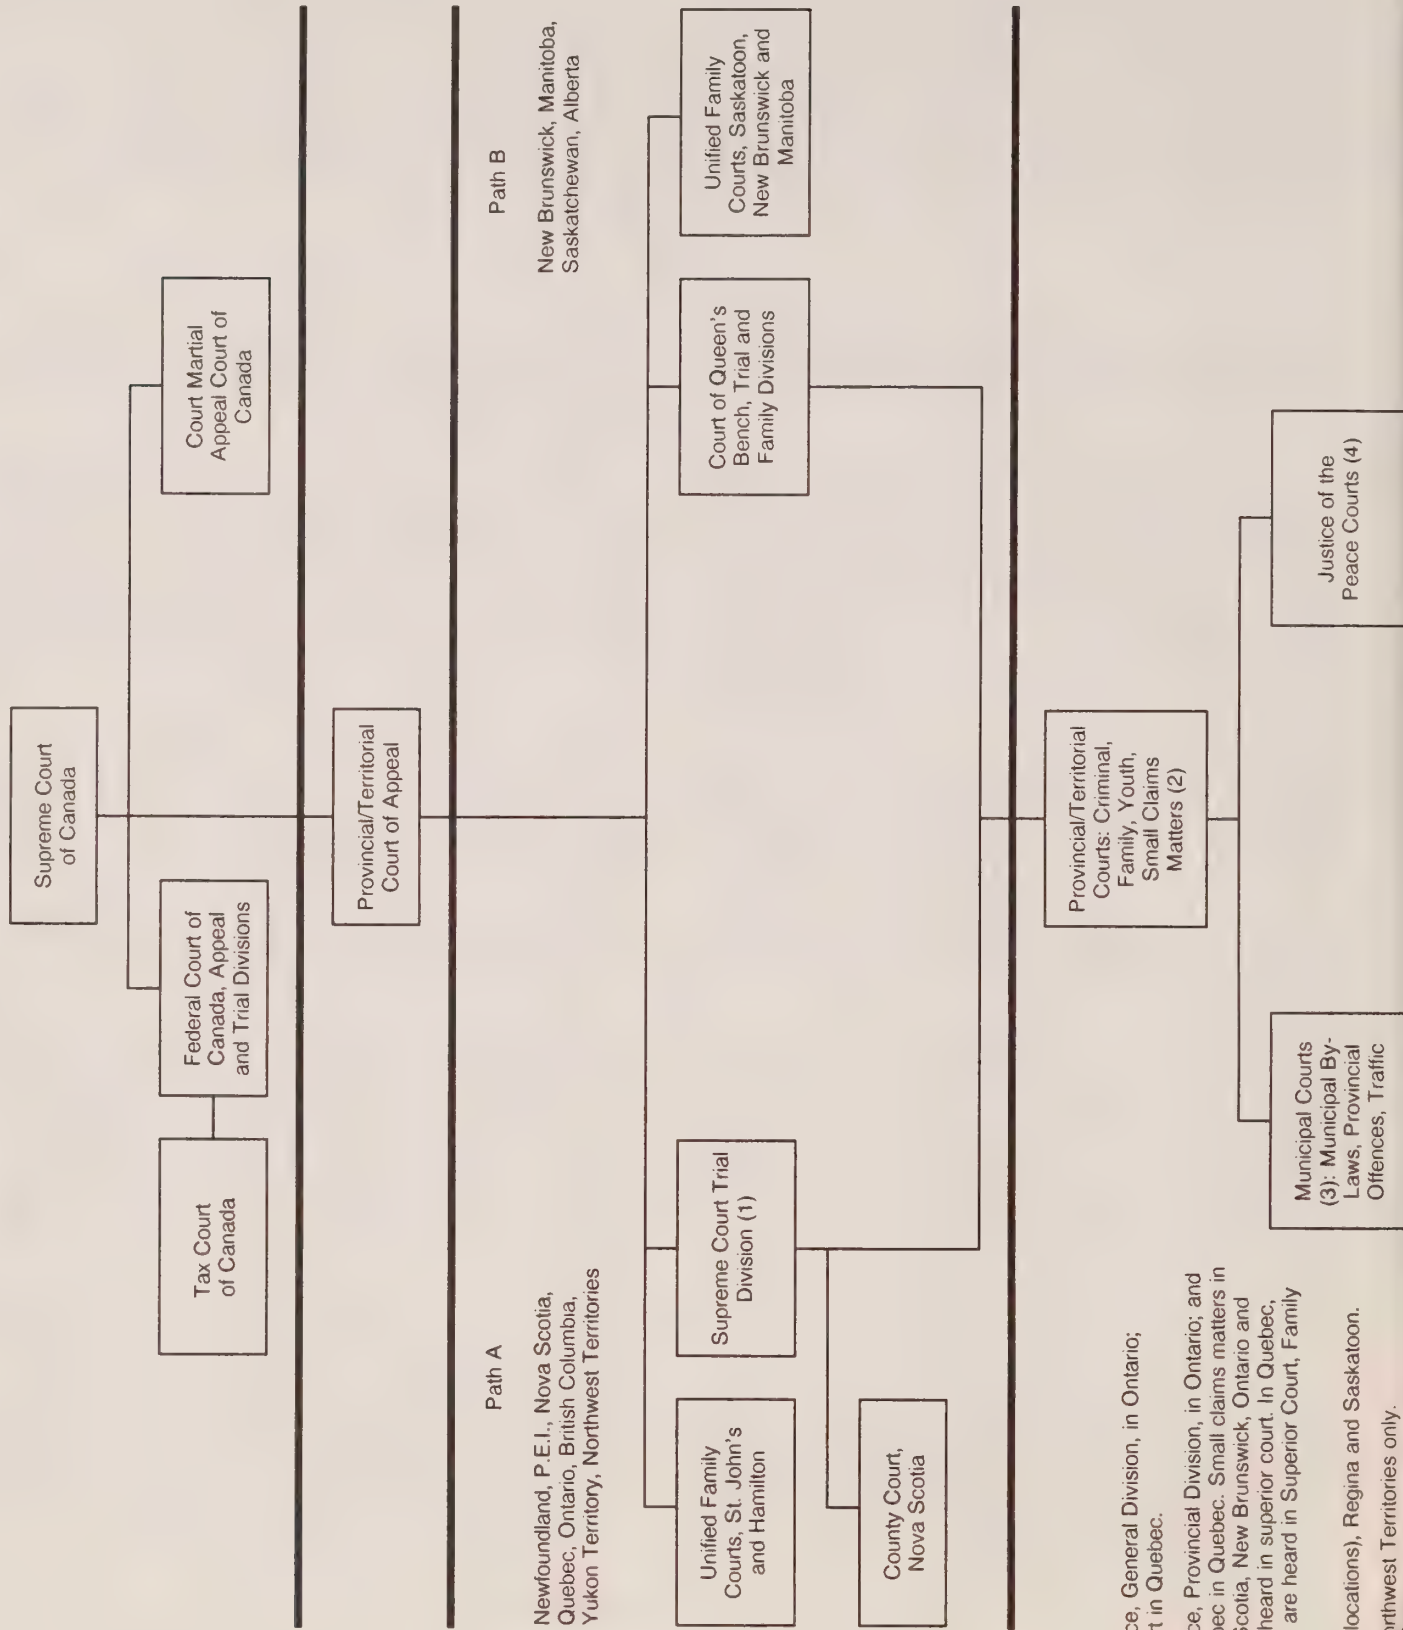 Supreme Court
of Canada
Tax Court
of Canada
Federal Court of
Canada, Appeal
and Trial Divisions
Court Martial
Appeal Court of
Canada
Provincial/Territorial
Court of Appeal
Path A
Newfoundland, P.E.I., Nova Scotia,
Quebec, Ontario, British Columbia,
Yukon Territory, Northwest Territories
Path B
New Brunswick, Manitoba,
Saskatchewan, Alberta
Unified Family
Courts, St. John's
and Hamilton
Supreme Court Trial
Division (1)
Court of Queen's
Bench, Trial and
Family Divisions
Unified Family
Courts, Saskatoon,
New Brunswick and
Manitoba
County Court,
Nova Scotia
Provincial/Territorial
Courts: Criminal,
Family, Youth,
Small Claims
Matters (2)
Municipal Courts
(3): Municipal By-
Laws, Provincial
Offences, Traffic
Justice of the
Peace Courts (4)
General Division, in Ontario;
in Quebec.
Provincial Division, in Ontario; and
in Quebec. Small claims matters in
New Brunswick, Ontario and
heard in superior court. In Quebec,
are heard in Superior Court, Family
locations), Regina and Saskatoon.
Territories only.